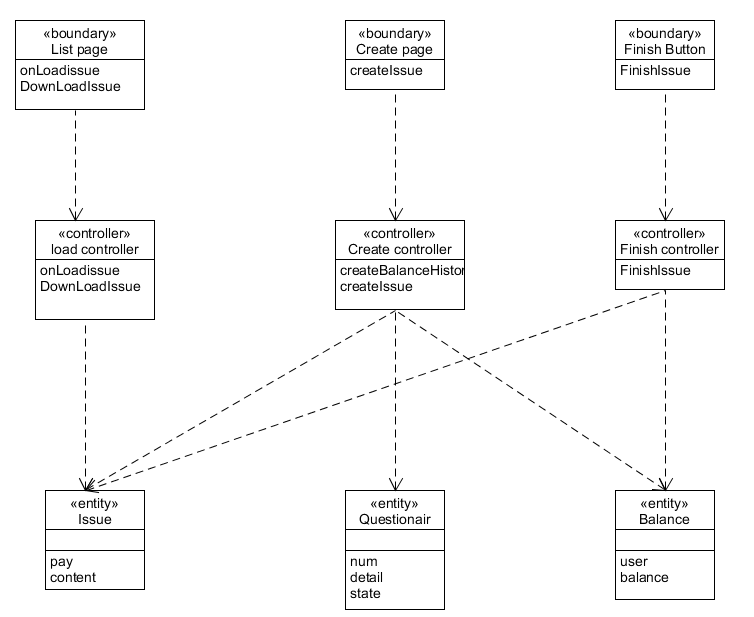 «boundary»
List page
onLoadissue
DownLoadIssue
«boundary»
Create page
createIssue
«boundary»
Finish Button
FinishIssue
«controller»
load controller
onLoadissue
DownLoadIssue
«controller»
Create controller
createBalanceHistor
createIssue
«controller»
Finish controller
FinishIssue
«entity»
Issue
pay
content
«entity»
Questionair
num
detail
state
«entity»
Balance
user
balance